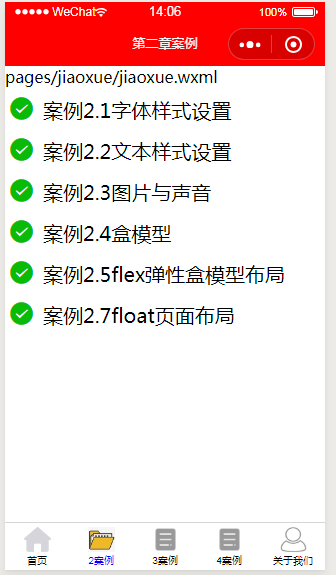 WeChat 14:06 100%
第二章案例
pages/jiaoxue/jiaoxue.wxml
案例2.1字体样式设置
案例2.2文本样式设置
案例2.3图片与声音
案例2.4盒模型
案例2.5flex弹性盒模型布局
案例2.7float页面布局
首页 2案例 3案例 4案例 关于我们